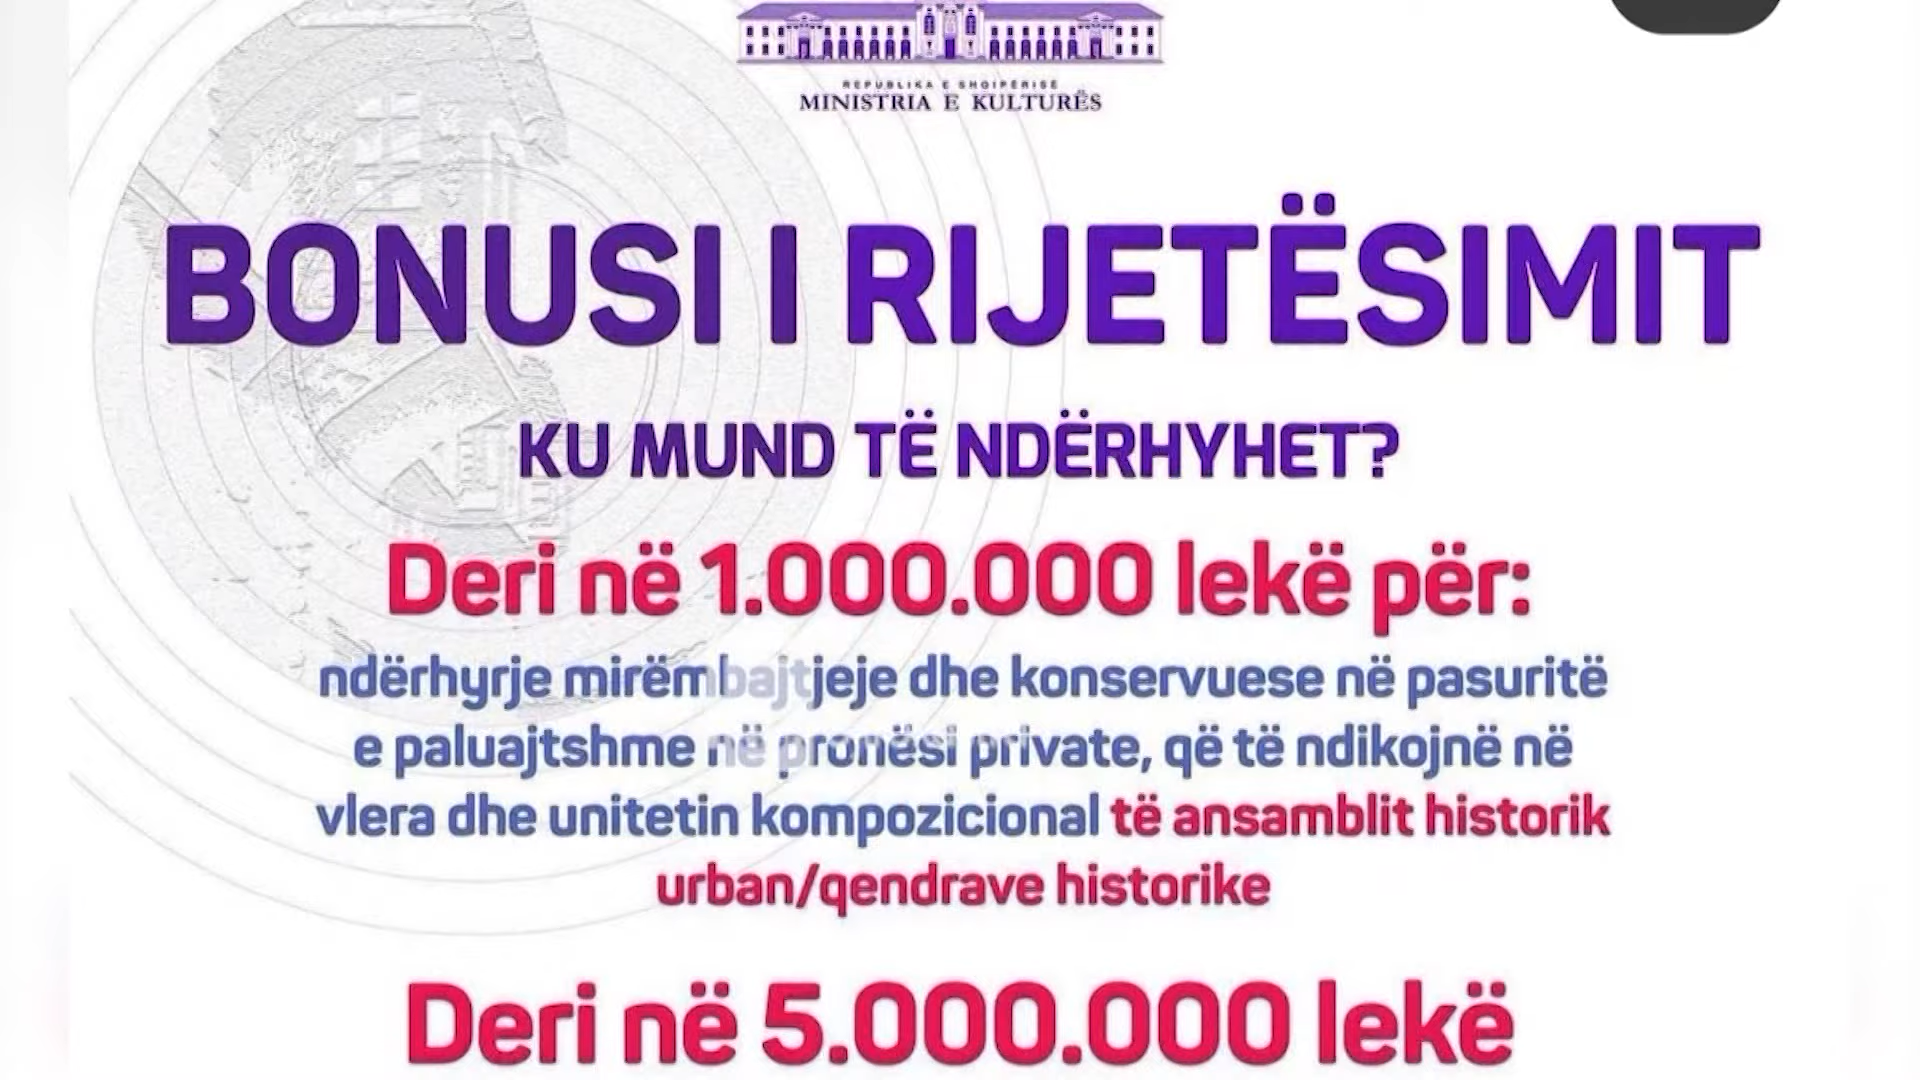 REPUBLIKA E SHQIPËRISË
MINISTRIA E KULTURËS
BONUSI I RIJETËSIMIT
KU MUND TË NDËRHYHET?
Deri në 1.000.000 lekë për:
ndërhyrje mirëmbajtjeje dhe konservuese në pasuritë
e paluajtshme në pronësi private, që të ndikojnë në
vlera dhe unitetin kompozicional të ansamblit historik
urban/qendrave historike
Deri në 5.000.000 lekë